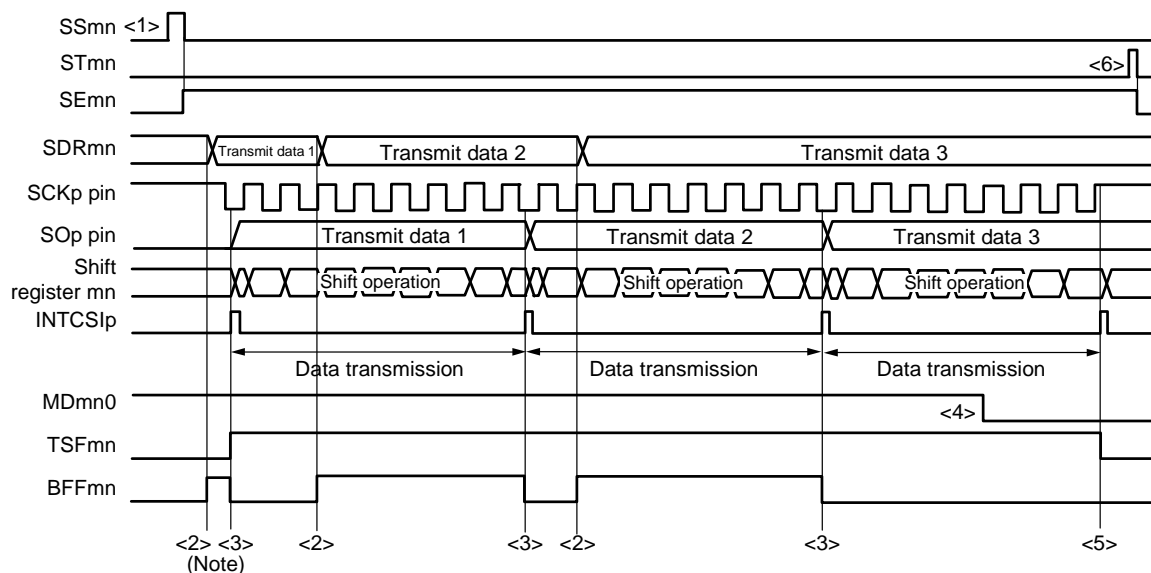 SSmn <1>
STmn <6>
SEmn
SDRmn Transmit data 1 Transmit data 2 Transmit data 3
SCKp pin
SOp pin Transmit data 1 Transmit data 2 Transmit data 3
Shift
register mn Shift operation Shift operation Shift operation
INTCSIp
Data transmission Data transmission Data transmission
MDmn0 <4>
TSFmn
BFFmn
<2> <3> <2> <3> <2> <3> <5>
(Note)